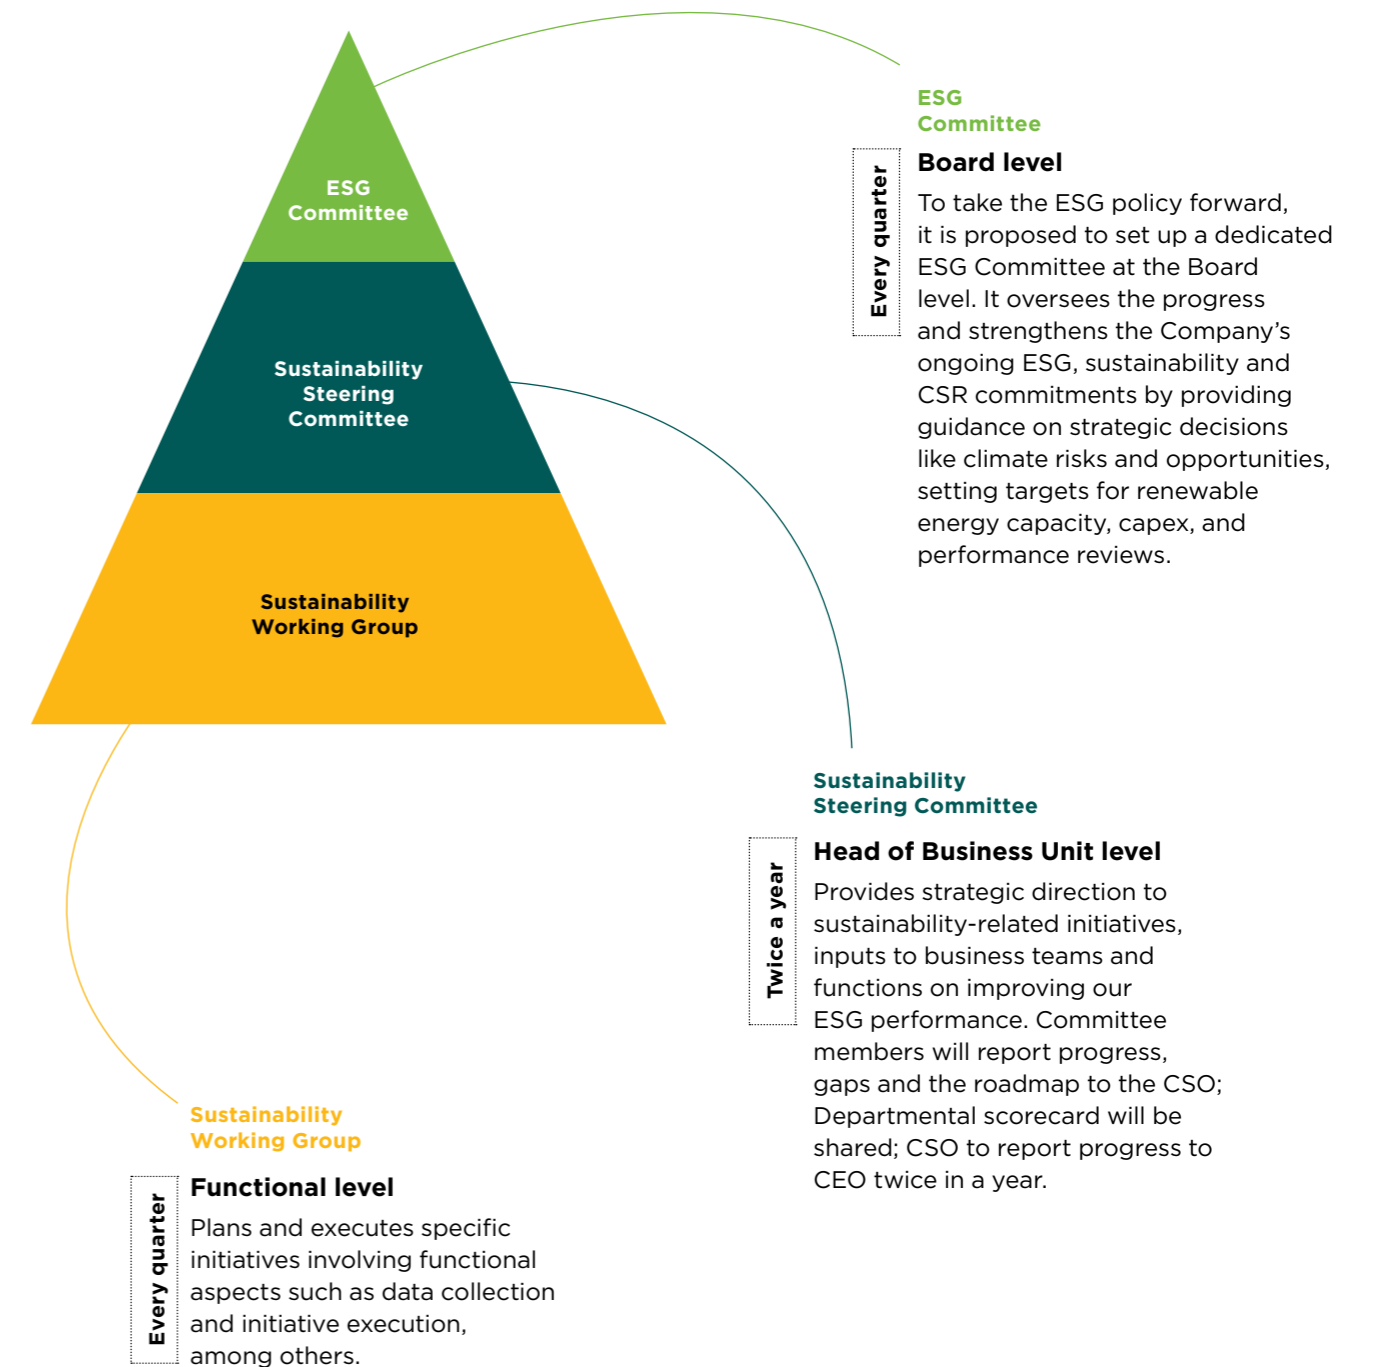 ESG
Committee
Sustainability
Steering
Committee
Sustainability
Working Group
ESG
Committee
Every quarter
Board level
To take the ESG policy forward,
it is proposed to set up a dedicated
ESG Committee at the Board
level. It oversees the progress
and strengthens the Company’s
ongoing ESG, sustainability and
CSR commitments by providing
guidance on strategic decisions
like climate risks and opportunities,
setting targets for renewable
energy capacity, capex, and
performance reviews.
Sustainability
Steering Committee
Twice a year
Head of Business Unit level
Provides strategic direction to
sustainability-related initiatives,
inputs to business teams and
functions on improving our
ESG performance. Committee
members will report progress,
gaps and the roadmap to the CSO;
Departmental scorecard will be
shared; CSO to report progress to
CEO twice in a year.
Sustainability
Working Group
Every quarter
Functional level
Plans and executes specific
initiatives involving functional
aspects such as data collection
and initiative execution,
among others.